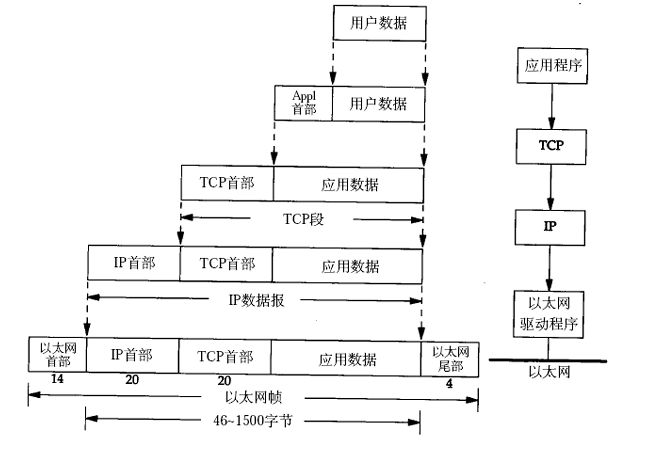 用户数据
应用程序
Appl
首部
用户数据
TCP
TCP首部
应用数据
TCP段
IP
IP首部
TCP首部
应用数据
IP数据报
以太网
驱动程序
以太网
首部
IP首部
TCP首部
应用数据
以太网
尾部
以太网
14
20
20
4
以太网帧
46~1500字节